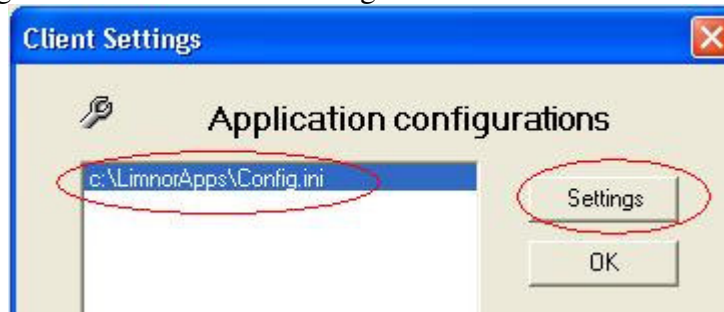 Client Settings
Application configurations
c:\LimnorApps\Config.ini
Settings
OK